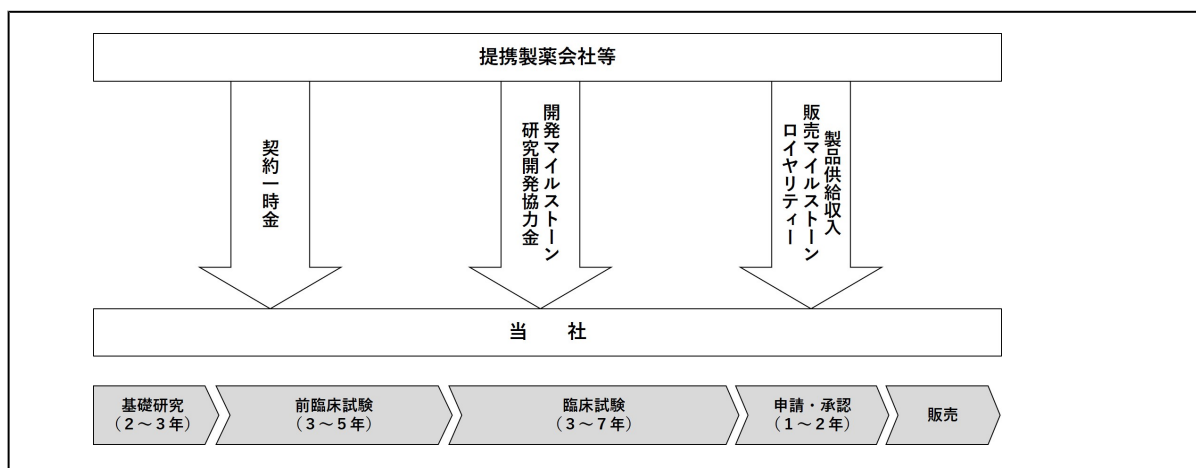 提携製薬会社等
契約一時金
開発マイルストーン
研究開発協力金
製品供給収入
販売マイルストーン
ロイヤリティー
当　　社
基礎研究
（２～３年）
前臨床試験
（３～５年）
臨床試験
（３～７年）
申請・承認
（１～２年）
販売